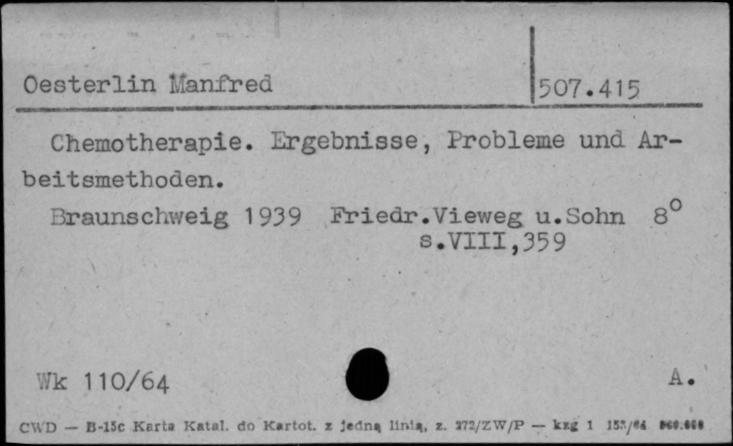 Oesterlin Manfred 507.415
Chemotherapie. Ergebnisse, Probleme und Ar-
beitsmethoden.
Braunschweig 1939 Friedr.Vieweg u.Sohn 8°
s.VIII,359
Wk 110/64 A.
CWD — B-15c Karta Katal. do Kartot. z jedną linią, z. 272/ZW/P — kzg 1